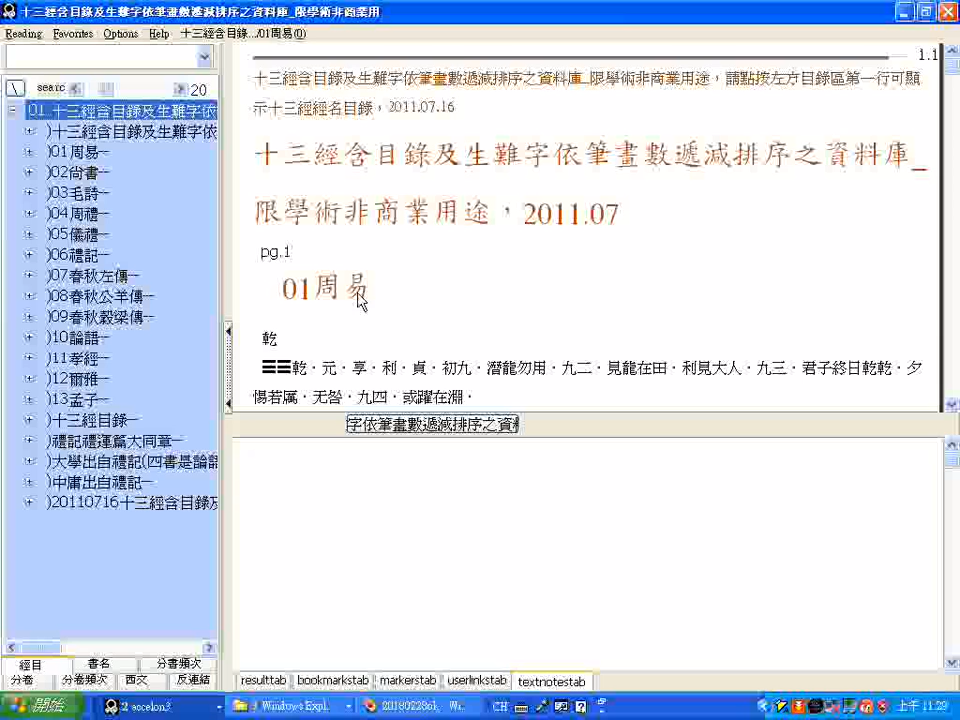 十三經含目錄及生難字依筆畫數遞減排序之資料庫_限學術非商業用
Reading Favorites Options Help 十三經含目錄.../01周易(0)
searc 20
01 十三經含目錄及生難字依
)十三經含目錄及生難字依
)01周易─
)02尚書─
)03毛詩─
)04周禮─
)05儀禮─
)06禮記─
)07春秋左傳─
)08春秋公羊傳─
)09春秋穀梁傳─
)10論語─
)11孝經─
)12爾雅─
)13孟子─
)十三經目錄─
)禮記禮運篇大同章─
)大學出自禮記(四書是論語
)中庸出自禮記─
)20110716十三經含目錄及
經目 書名 分書頻次
分卷 分卷頻次 西文 反連結
1.1
十三經含目錄及生難字依筆畫數遞減排序之資料庫_限學術非商業用途，請點按左方目錄區第一行可顯
示十三經經名目錄，2011.07.16
十三經含目錄及生難字依筆畫數遞減排序之資料庫_
限學術非商業用途，2011.07
pg.1
01周易
乾
☰☰乾．元．享．利．貞．初九．潛龍勿用．九二．見龍在田．利見大人．九三．君子終日乾乾．夕
惕若厲．无咎．九四．或躍在淵．
字依筆畫數遞減排序之資料
resulttab bookmarkstab markerstab userlinkstab textnotestab
開始 2 accelon3 3 Windows Expl. 20180228ok, Wi. CH 上午 11:29